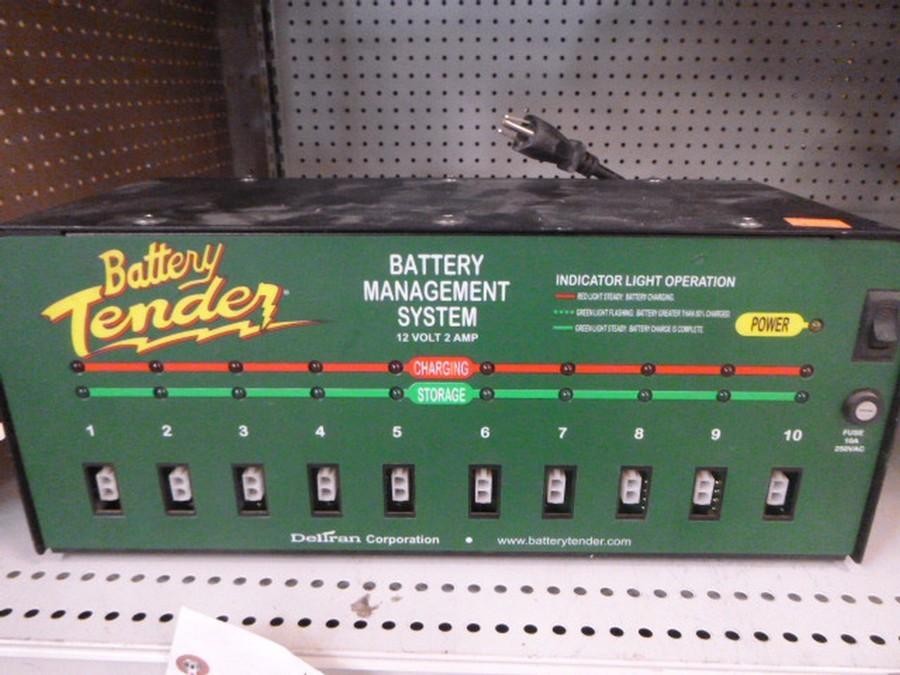 Battery
Tender
BATTERY
MANAGEMENT
SYSTEM
12 VOLT 2 AMP
INDICATOR LIGHT OPERATION
RED LIGHT STEADY: BATTERY CHARGING.
GREEN LIGHT FLASHING: BATTERY GREATER THAN 80% CHARGED.
GREEN LIGHT STEADY: BATTERY CHARGE IS COMPLETE.
POWER
CHARGING
STORAGE
1 2 3 4 5 6 7 8 9 10
FUSE
10A
250VAC
Deltran Corporation • www.batterytender.com